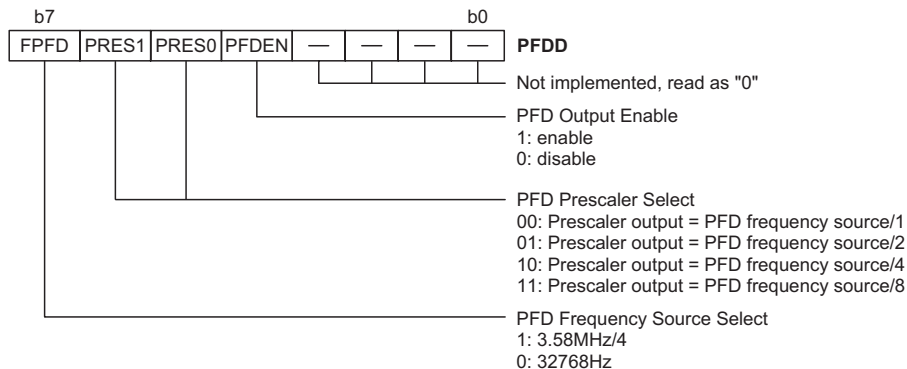 b7 b0
FPFD PRES1 PRES0 PFDEN — — — — PFDD
Not implemented, read as "0"
PFD Output Enable
1: enable
0: disable
PFD Prescaler Select
00: Prescaler output = PFD frequency source/1
01: Prescaler output = PFD frequency source/2
10: Prescaler output = PFD frequency source/4
11: Prescaler output = PFD frequency source/8
PFD Frequency Source Select
1: 3.58MHz/4
0: 32768Hz